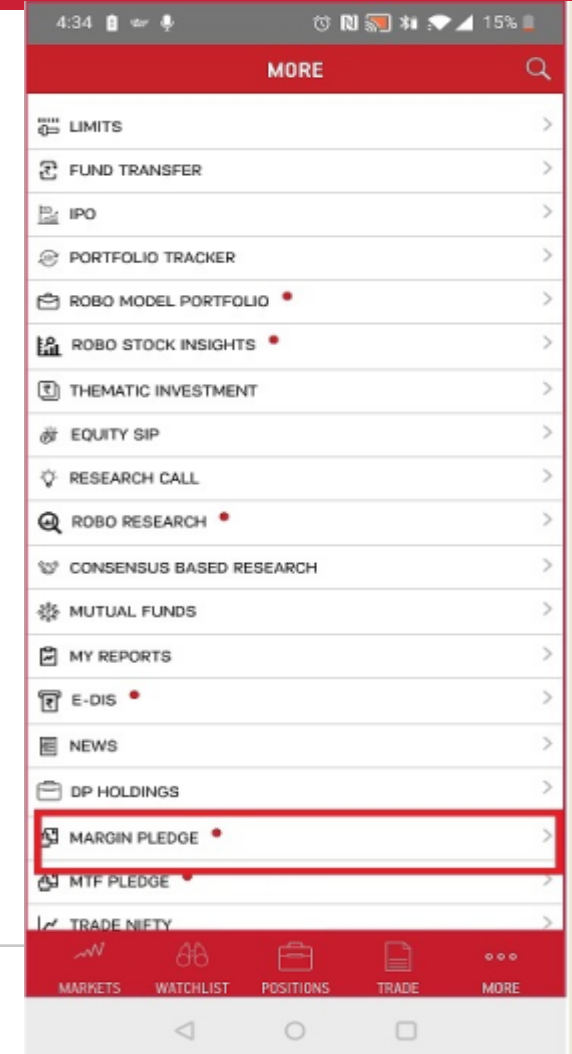 4:34 15%
MORE
LIMITS
FUND TRANSFER
IPO
PORTFOLIO TRACKER
ROBO MODEL PORTFOLIO
ROBO STOCK INSIGHTS
THEMATIC INVESTMENT
EQUITY SIP
RESEARCH CALL
ROBO RESEARCH
CONSENSUS BASED RESEARCH
MUTUAL FUNDS
MY REPORTS
E-DIS
NEWS
DP HOLDINGS
MARGIN PLEDGE
MTF PLEDGE
TRADE NIFTY
MARKETS WATCHLIST POSITIONS TRADE MORE